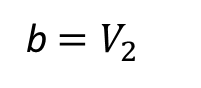 b = V₂